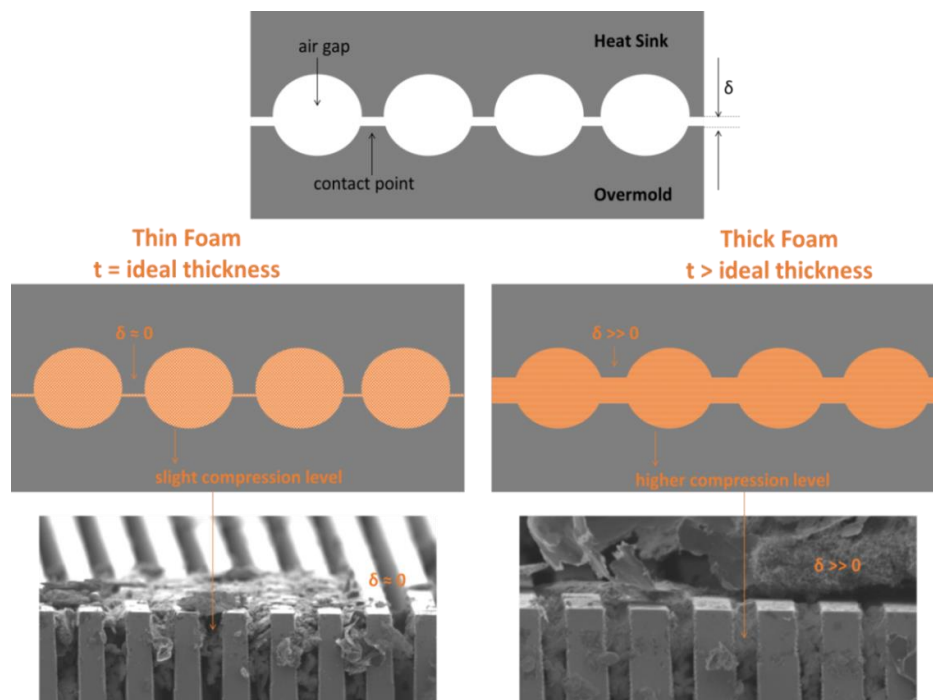 Heat Sink
air gap
δ
contact point
Overmold
Thin Foam
t = ideal thickness
Thick Foam
t > ideal thickness
δ ≈ 0
δ >> 0
slight compression level
higher compression level
δ ≈ 0
δ >> 0